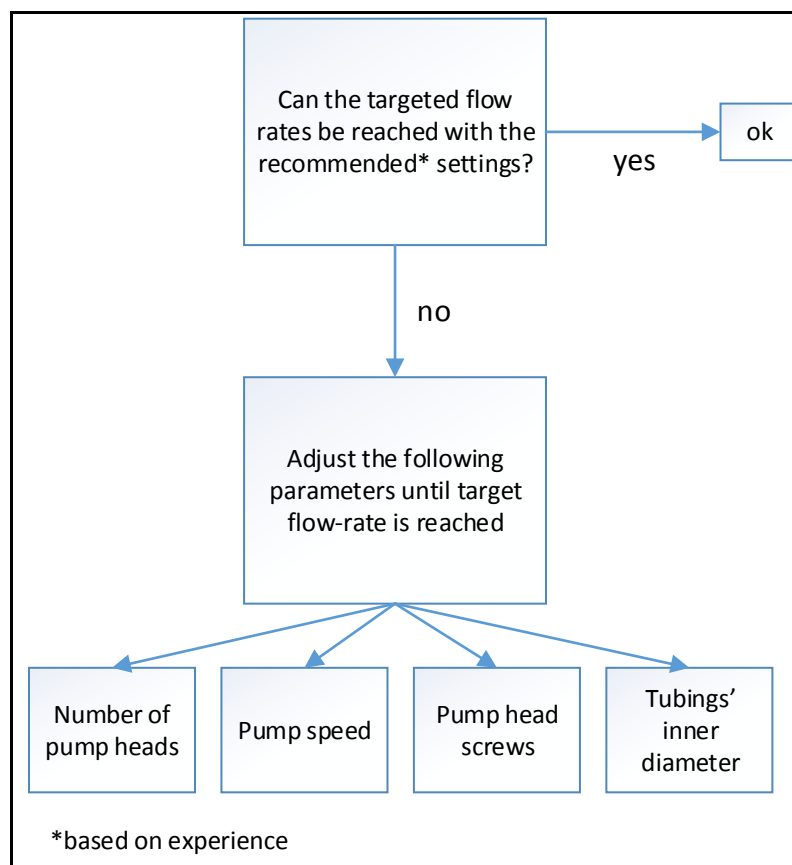 Can the targeted flow
rates be reached with the
recommended* settings?
yes
ok
no
Adjust the following
parameters until target
flow-rate is reached
Number of
pump heads
Pump speed
Pump head
screws
Tubings’
inner
diameter
*based on experience